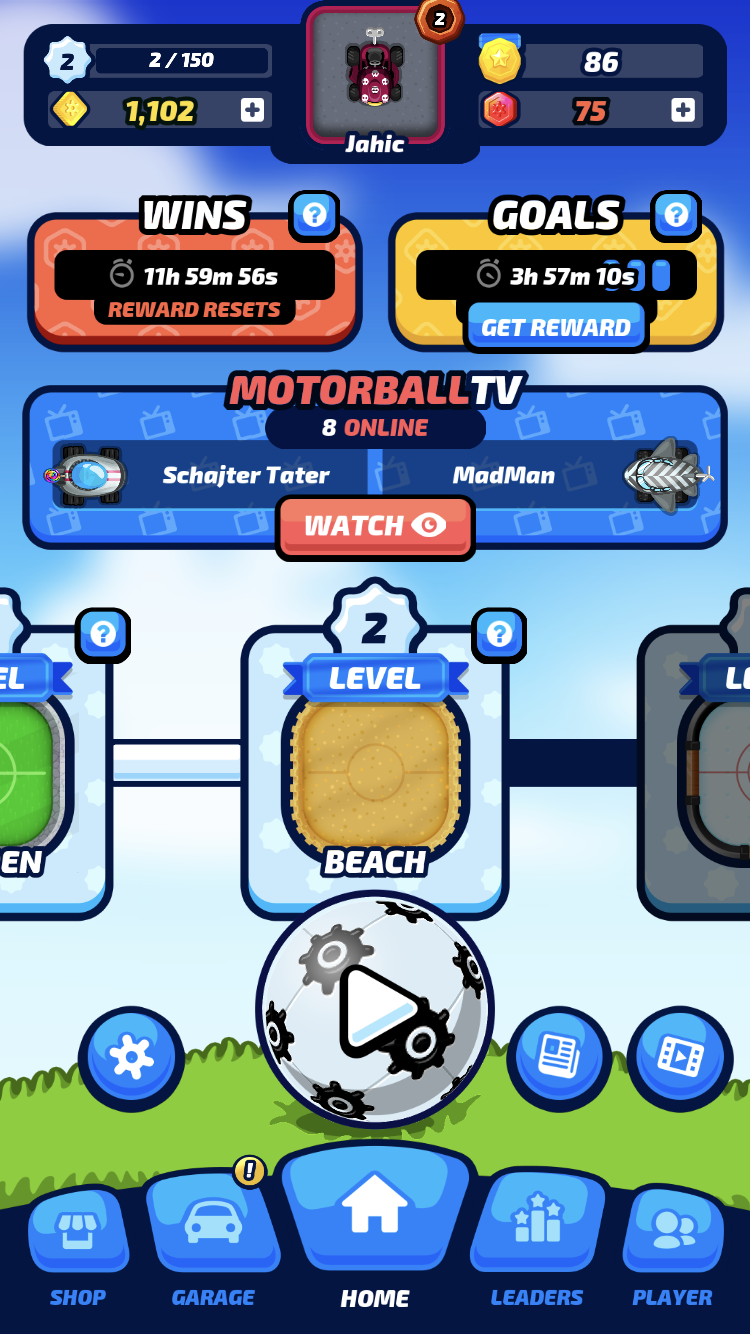 2
2 / 150
2
86
1,102
75
Jahic
WINS
GOALS
11h 59m 56s
3h 57m 10s
REWARD RESETS
GET REWARD
MOTORBALLTV
8 ONLINE
Schajter Tater
MadMan
WATCH
2
EL
LEVEL
L
EN
BEACH
SHOP
GARAGE
HOME
LEADERS
PLAYER